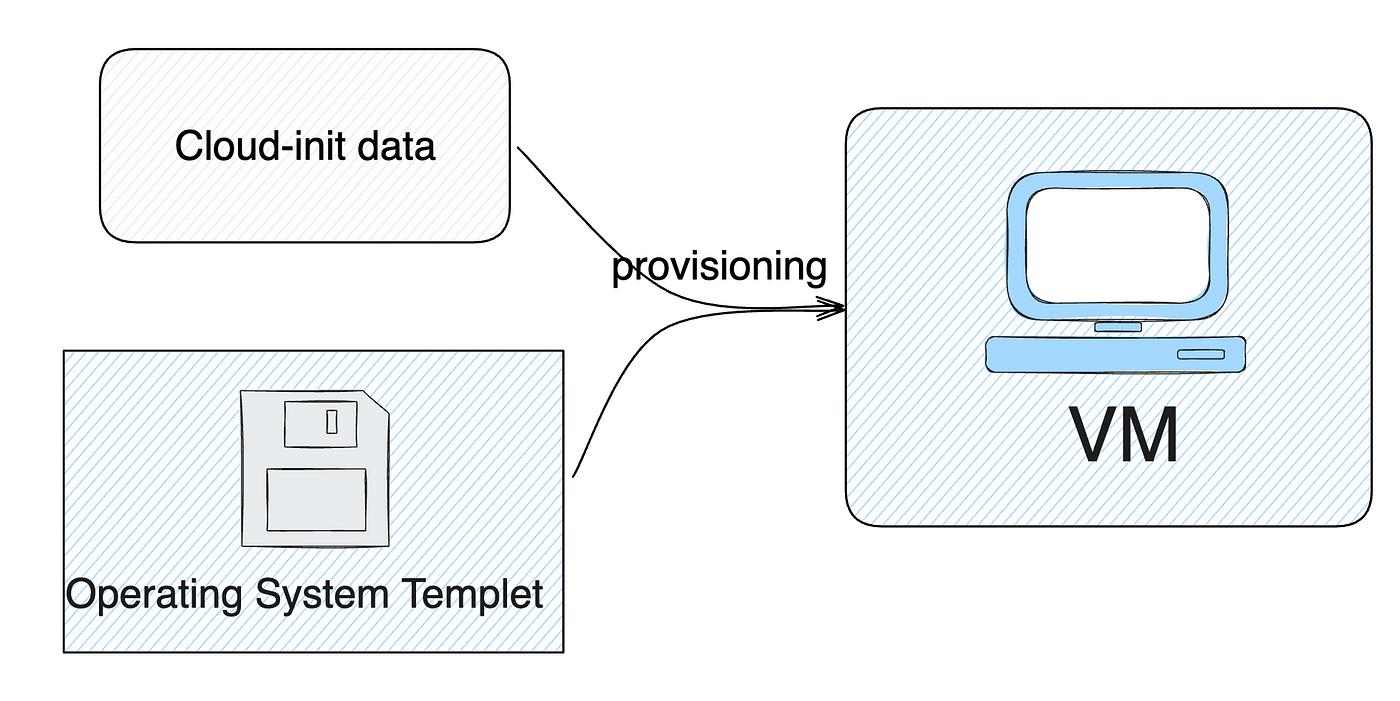 Cloud-init data
provisioning
VM
Operating System Templet